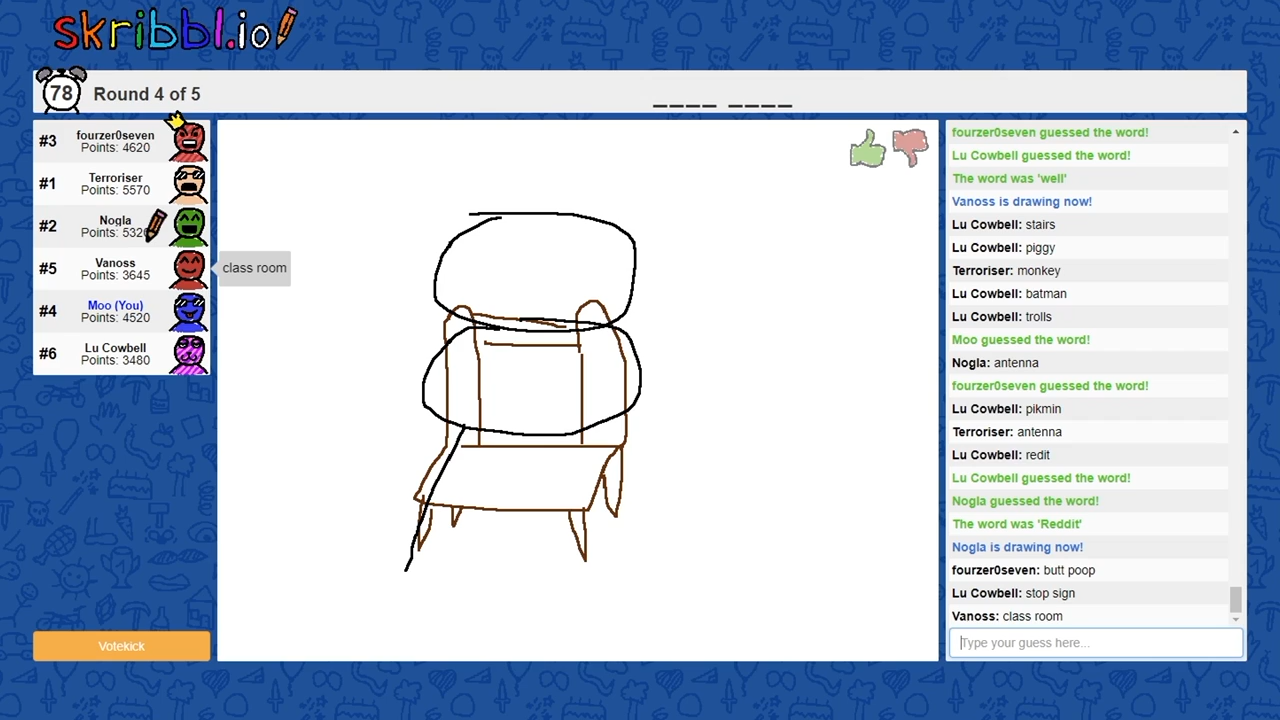 skribbl.io
78 Round 4 of 5
____ ____
#3 fourzer0seven
Points: 4620
#1 Terroriser
Points: 5570
#2 Nogla
Points: 5320
#5 Vanoss
Points: 3645
class room
#4 Moo (You)
Points: 4520
#6 Lu Cowbell
Points: 3480
Votekick
fourzer0seven guessed the word!
Lu Cowbell guessed the word!
The word was 'well'
Vanoss is drawing now!
Lu Cowbell: stairs
Lu Cowbell: piggy
Terroriser: monkey
Lu Cowbell: batman
Lu Cowbell: trolls
Moo guessed the word!
Nogla: antenna
fourzer0seven guessed the word!
Lu Cowbell: pikmin
Terroriser: antenna
Lu Cowbell: redit
Lu Cowbell guessed the word!
Nogla guessed the word!
The word was 'Reddit'
Nogla is drawing now!
fourzer0seven: butt poop
Lu Cowbell: stop sign
Vanoss: class room
Type your guess here...